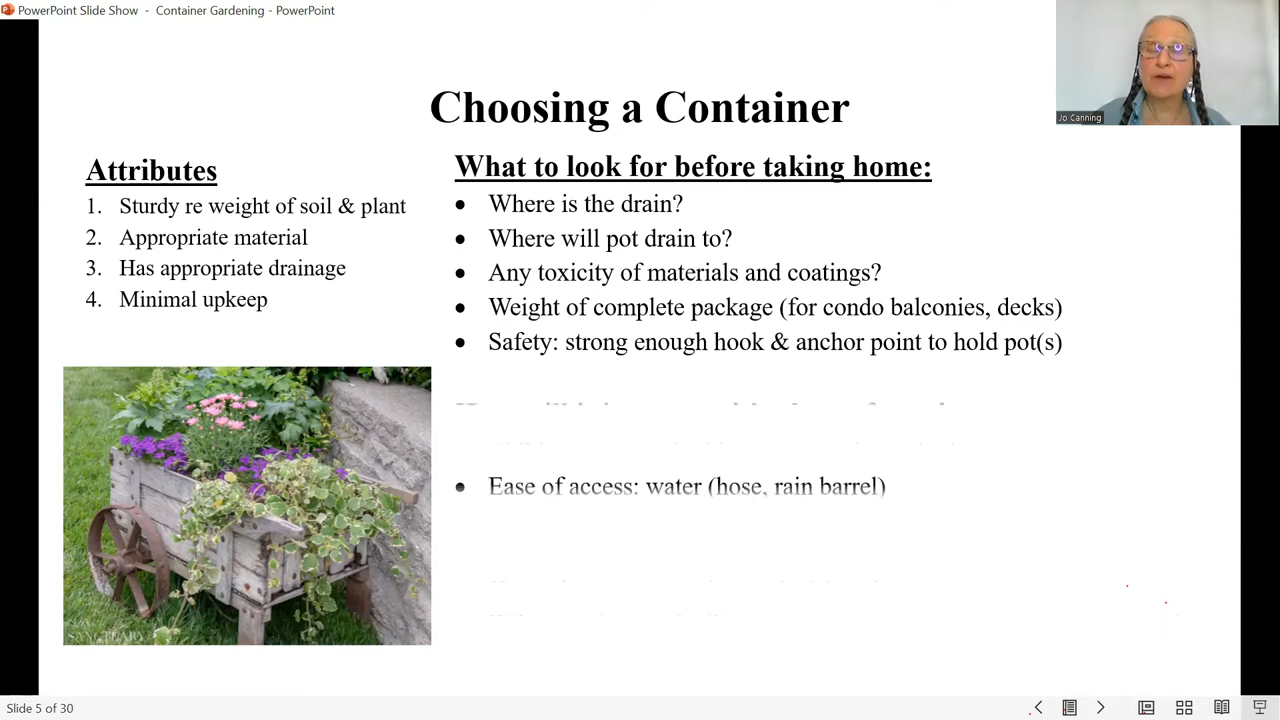 PowerPoint Slide Show - Container Gardening - PowerPoint
Jo Canning
Choosing a Container
Attributes
1. Sturdy re weight of soil & plant
2. Appropriate material
3. Has appropriate drainage
4. Minimal upkeep
What to look for before taking home:
• Where is the drain?
• Where will pot drain to?
• Any toxicity of materials and coatings?
• Weight of complete package (for condo balconies, decks)
• Safety: strong enough hook & anchor point to hold pot(s)
• Ease of access: water (hose, rain barrel)
SANCTUARY
Slide 5 of 30